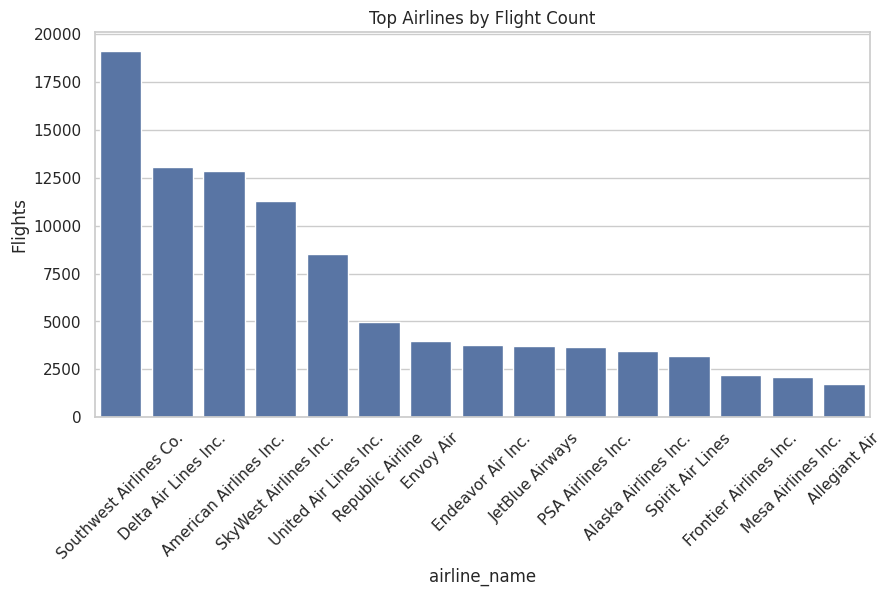 Top Airlines by Flight Count
20000
17500
15000
12500
10000
7500
5000
2500
0
Flights
Southwest Airlines Co.
Delta Air Lines Inc.
American Airlines Inc.
SkyWest Airlines Inc.
United Air Lines Inc.
Republic Airline
Envoy Air
Endeavor Air Inc.
JetBlue Airways
PSA Airlines Inc.
Alaska Airlines Inc.
Spirit Air Lines
Frontier Airlines Inc.
Mesa Airlines Inc.
Allegiant Air
airline_name